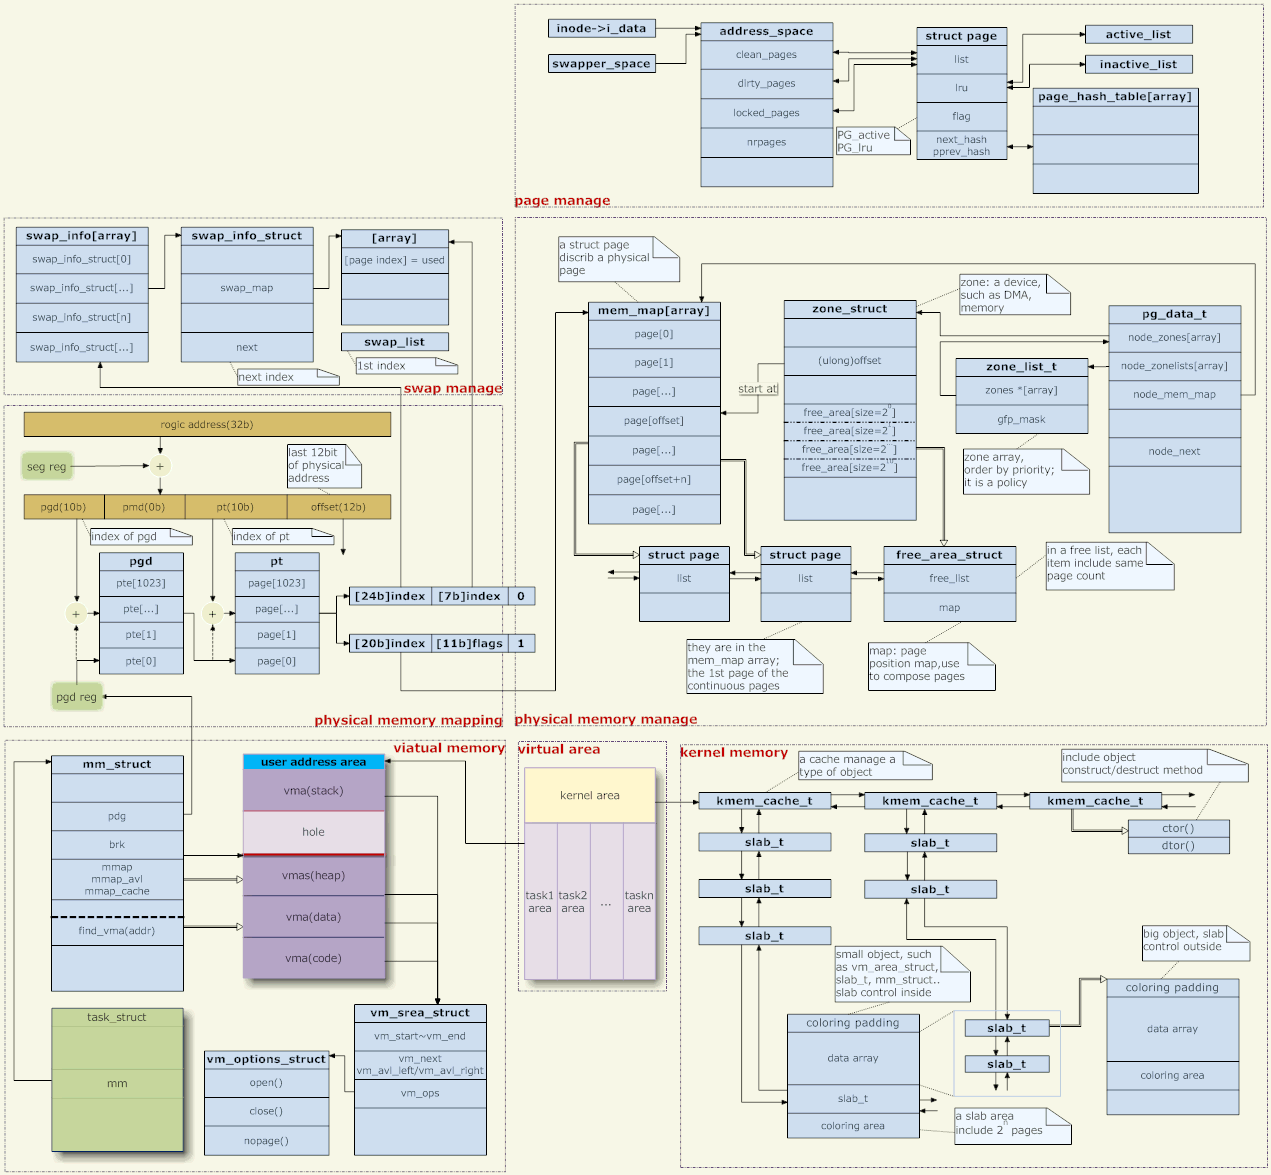 inode->i_data
swapper_space
address_space
clean_pages
dirty_pages
locked_pages
nrpages
struct page
list
lru
flag
next_hash
pprev_hash
PG_active
PG_lru
active_list
inactive_list
page_hash_table[array]
page manage
swap_info[array]
swap_info_struct[0]
swap_info_struct[...]
swap_info_struct[n]
swap_info_struct[...]
swap_info_struct
swap_map
next
next index
[array]
[page index] = used
swap_list
1st index
swap manage
rogic address(32b)
seg reg
+
last 12bit
of physical
address
pgd(10b)
pmd(0b)
pt(10b)
offset(12b)
index of pgd
index of pt
pgd
pte[1023]
pte[...]
pte[1]
pte[0]
+
pt
page[1023]
page[...]
page[1]
page[0]
+
pgd reg
[24b]index
[7b]index
0
[20b]index
[11b]flags
1
physical memory mapping
a struct page
discrib a physical
page
mem_map[array]
page[0]
page[1]
page[...]
page[offset]
page[...]
page[offset+n]
page[...]
start at
zone_struct
(ulong)offset
free_area[size=2 ]
free_area[size=2 ]
free_area[size=2 ]
free_area[size=2 ]
zone: a device,
such as DMA,
memory
zone_list_t
zones *[array]
gfp_mask
zone array,
order by priority;
it is a policy
pg_data_t
node_zones[array]
node_zonelists[array]
node_mem_map
node_next
struct page
list
struct page
list
free_area_struct
free_list
map
in a free list, each
item include same
page count
they are in the
mem_map array;
the 1st page of the
continuous pages
map: page
position map,use
to compose pages
physical memory manage
viatual memory
mm_struct
pdg
brk
mmap
mmap_avl
mmap_cache
find_vma(addr)
user address area
vma(stack)
hole
vmas(heap)
vma(data)
vma(code)
task_struct
mm
vm_options_struct
open()
close()
nopage()
vm_srea_struct
vm_start~vm_end
vm_next
vm_avl_left/vm_avl_right
vm_ops
virtual area
kernel area
task1
area
task2
area
...
taskn
area
kernel memory
a cache manage a
type of object
include object
construct/destruct method
kmem_cache_t
kmem_cache_t
kmem_cache_t
ctor()
dtor()
slab_t
slab_t
slab_t
slab_t
slab_t
small object, such
as vm_area_struct,
slab_t, mm_struct..
slab control inside
big object, slab
control outside
coloring padding
data array
slab_t
coloring area
slab_t
slab_t
coloring padding
data array
coloring area
a slab area
include 2n pages